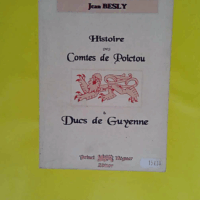 Jean BESLY
Histoire
des
Comtes de Poictou
&
Ducs de Guyenne